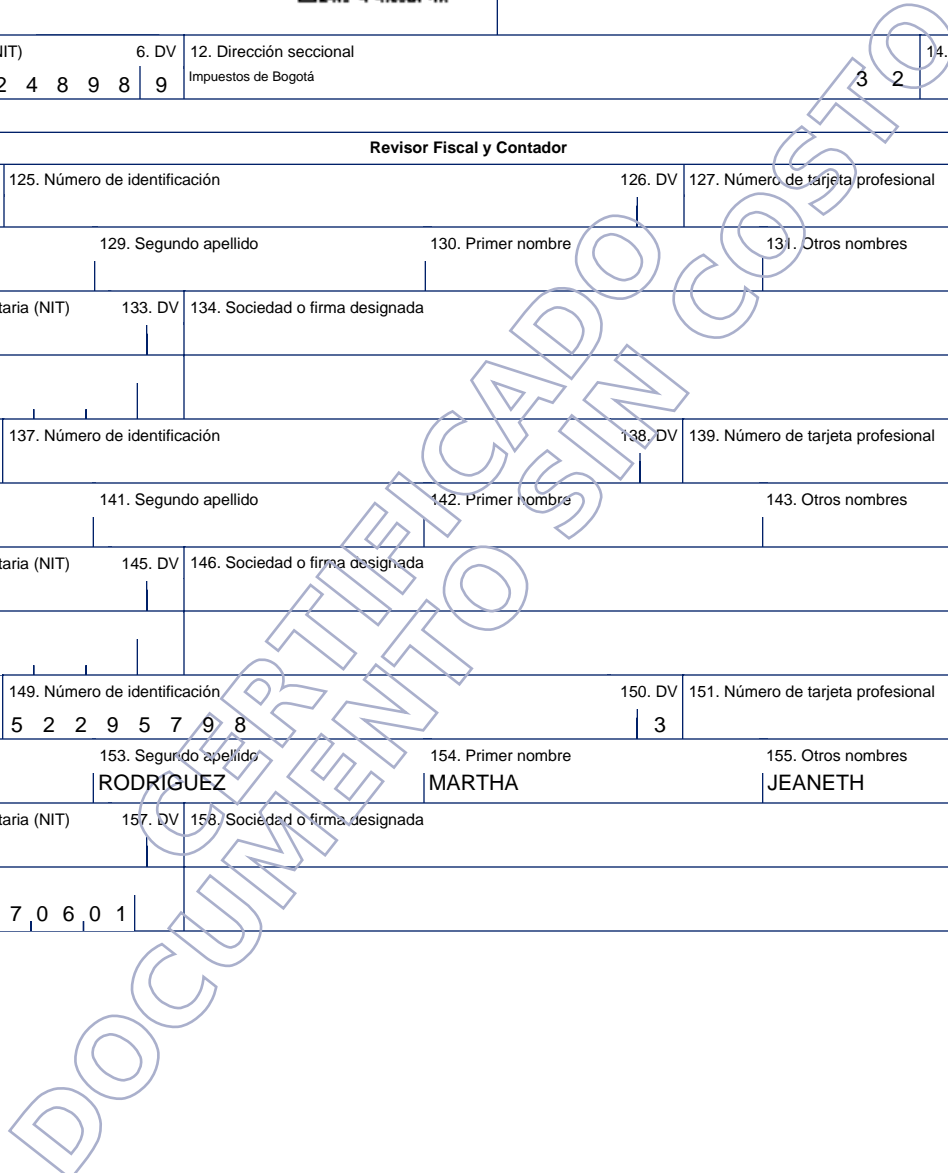 IIT) 6. DV 12. Dirección seccional 14.
2 4 8 9 8 9 Impuestos de Bogotá 3 2
Revisor Fiscal y Contador
125. Número de identificación 126. DV 127. Número de tarjeta profesional
129. Segundo apellido 130. Primer nombre 131. Otros nombres
taria (NIT) 133. DV 134. Sociedad o firma designada
137. Número de identificación 138. DV 139. Número de tarjeta profesional
141. Segundo apellido 142. Primer nombre 143. Otros nombres
taria (NIT) 145. DV 146. Sociedad o firma designada
149. Número de identificación 150. DV 151. Número de tarjeta profesional
5 2 2 9 5 7 9 8 3
153. Segundo apellido 154. Primer nombre 155. Otros nombres
RODRIGUEZ MARTHA JEANETH
taria (NIT) 157. DV 158. Sociedad o firma designada
7 0 6 0 1
CERTIFICADO
DOCUMENTO SIN COSTO